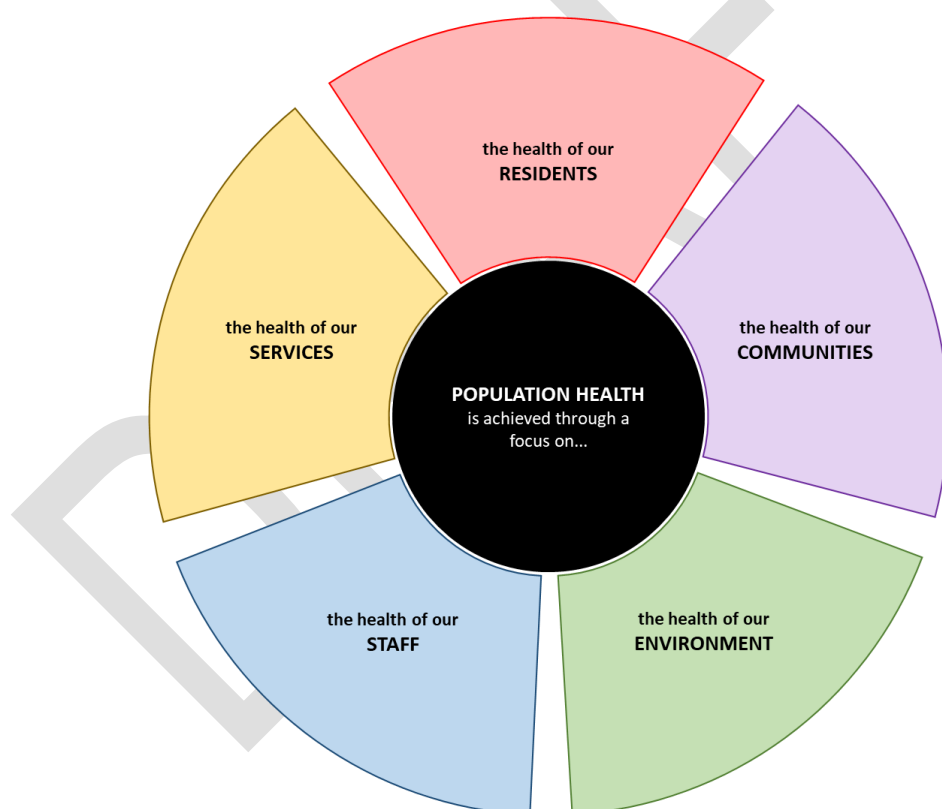 the health of our
RESIDENTS
the health of our
COMMUNITIES
the health of our
ENVIRONMENT
the health of our
STAFF
the health of our
SERVICES
POPULATION HEALTH
is achieved through a
focus on...